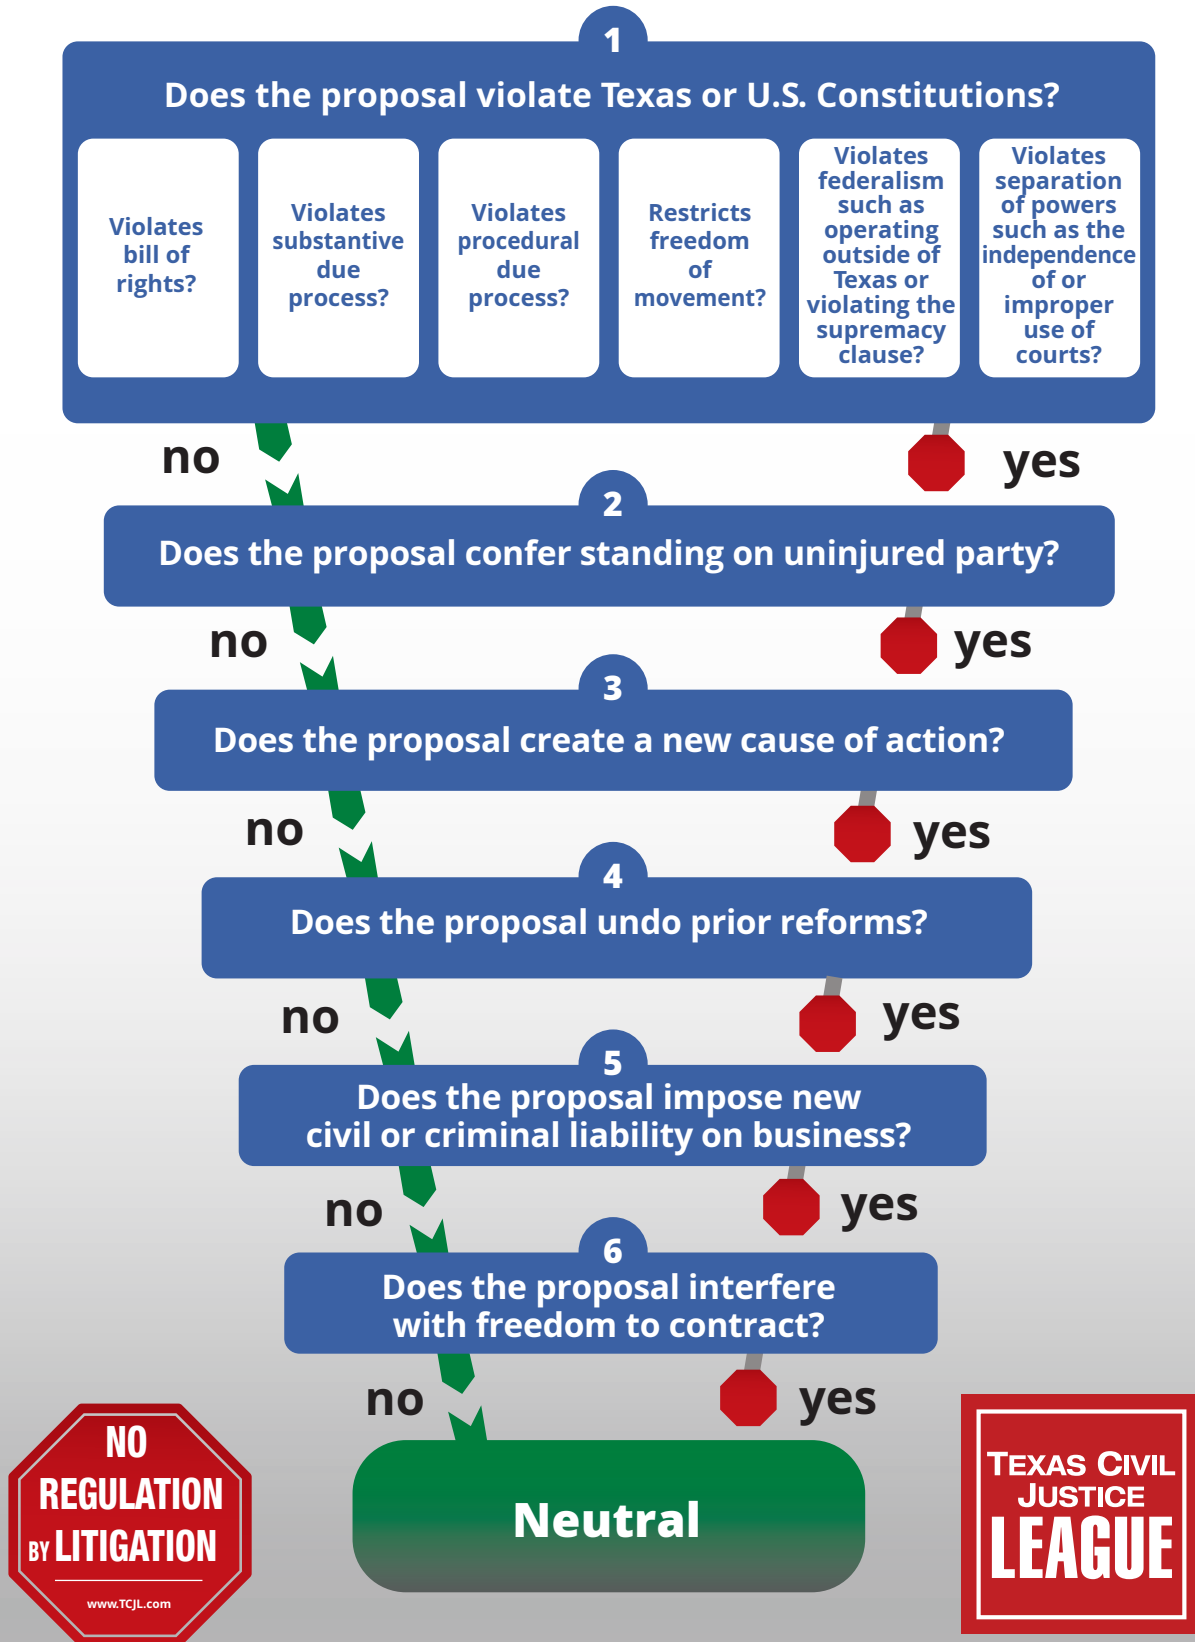 1
Does the proposal violate Texas or U.S. Constitutions?
Violates
bill of
rights?
Violates
substantive
due
process?
Violates
procedural
due
process?
Restricts
freedom
of
movement?
Violates
federalism
such as
operating
outside of
Texas or
violating the
supremacy
clause?
Violates
separation
of powers
such as the
independence
of or
improper
use of
courts?
no
yes
2
Does the proposal confer standing on uninjured party?
no
yes
3
Does the proposal create a new cause of action?
no
yes
4
Does the proposal undo prior reforms?
no
yes
5
Does the proposal impose new
civil or criminal liability on business?
no
yes
6
Does the proposal interfere
with freedom to contract?
no
yes
Neutral
NO
REGULATION
BY LITIGATION
www.TCJL.com
TEXAS CIVIL
JUSTICE
LEAGUE